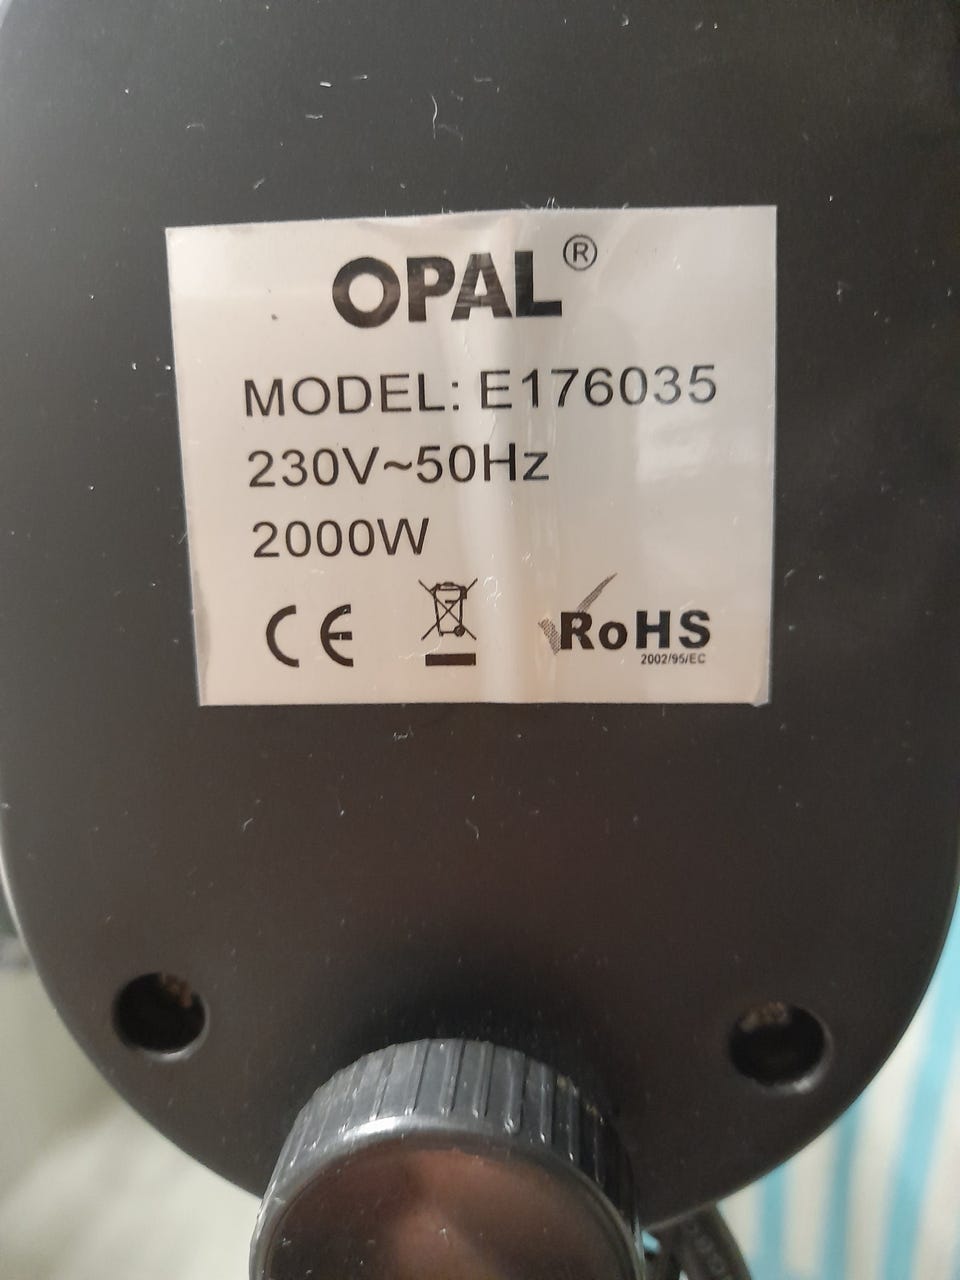 OPAL®
MODEL: E176035
230V~50Hz
2000W
CE RoHS
2002/95/EC